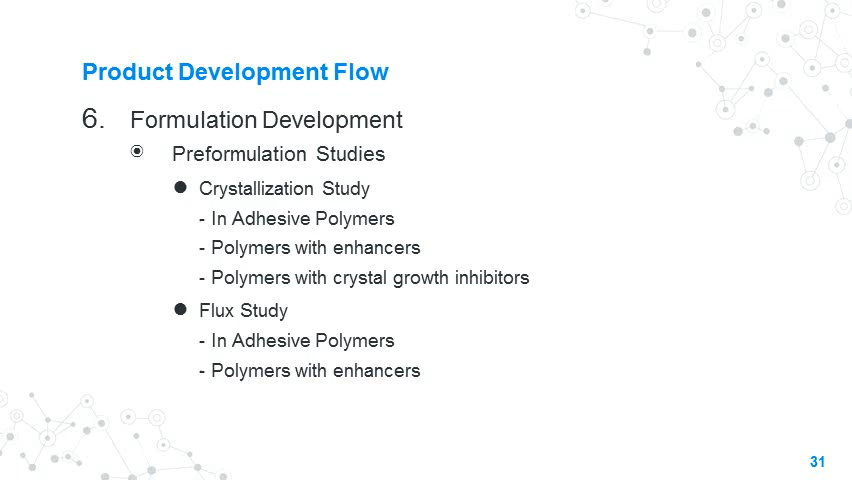 Product Development Flow
6. Formulation Development
Preformulation Studies
Crystallization Study
- In Adhesive Polymers
- Polymers with enhancers
- Polymers with crystal growth inhibitors
Flux Study
- In Adhesive Polymers
- Polymers with enhancers
31